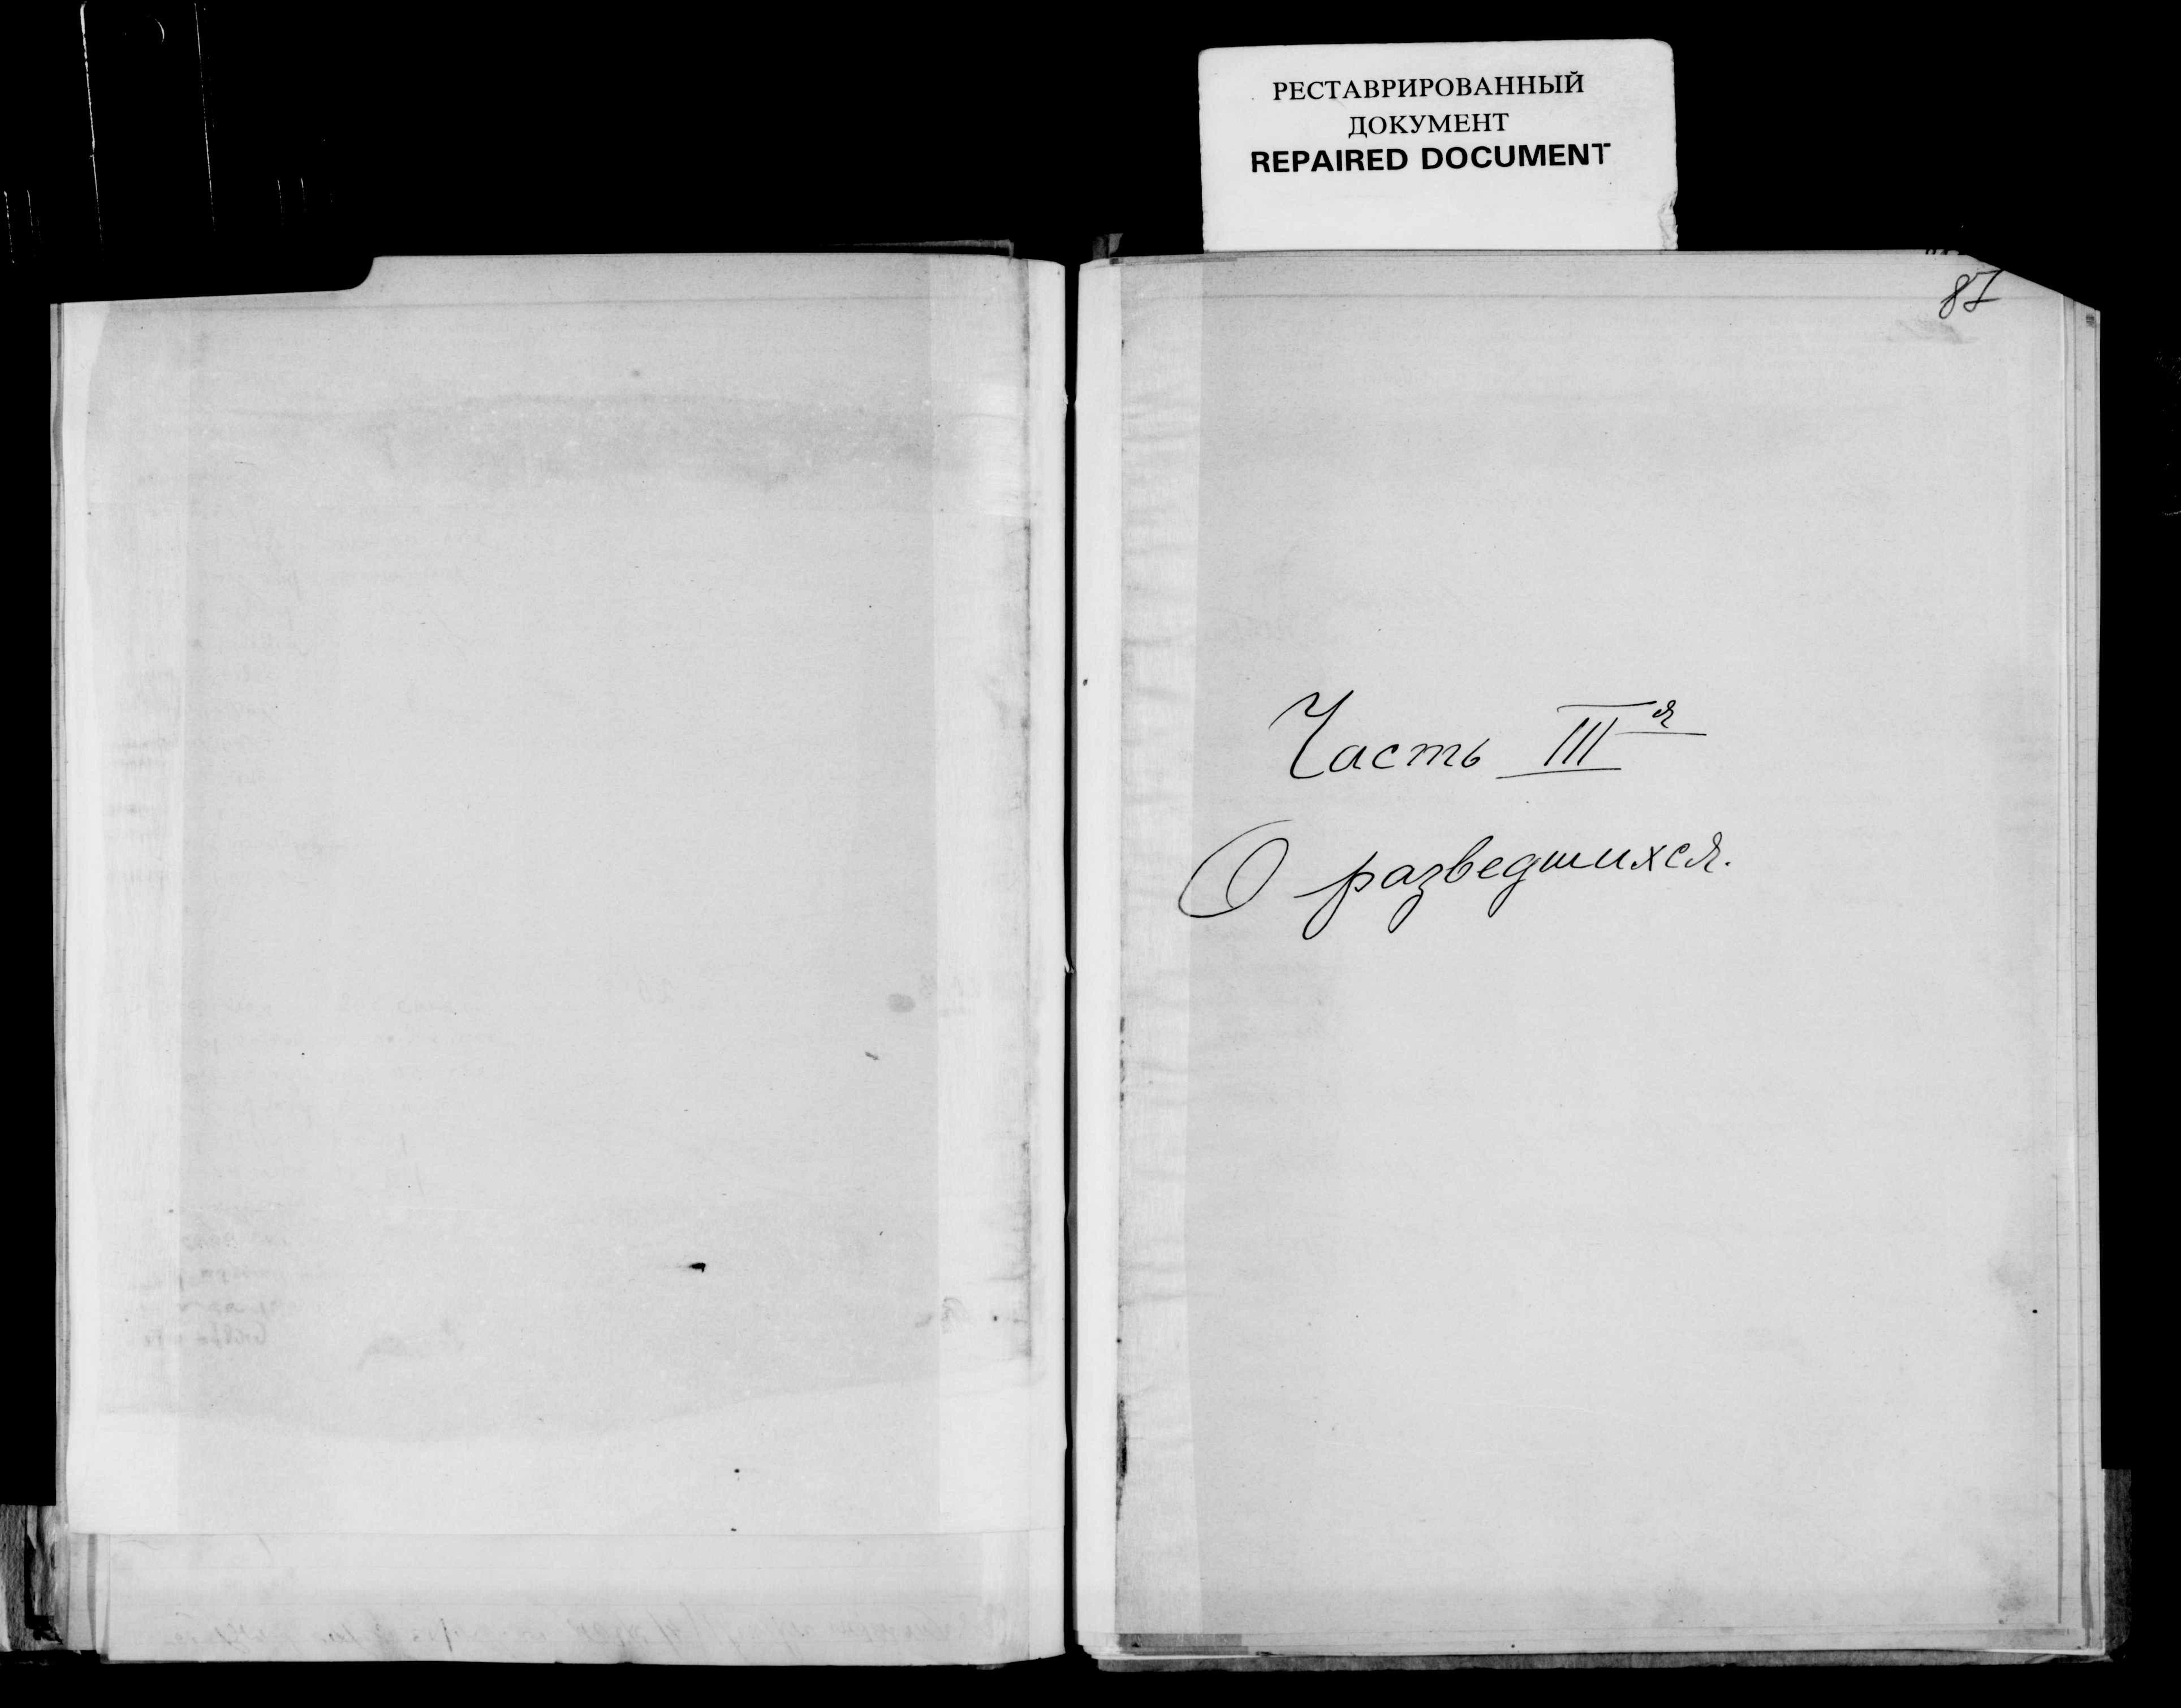 РЕСТАВРИРОВАННЫЙ
ДОКУМЕНТ
REPAIRED DOCUMENT
87
Часть III я
О разведшихся.